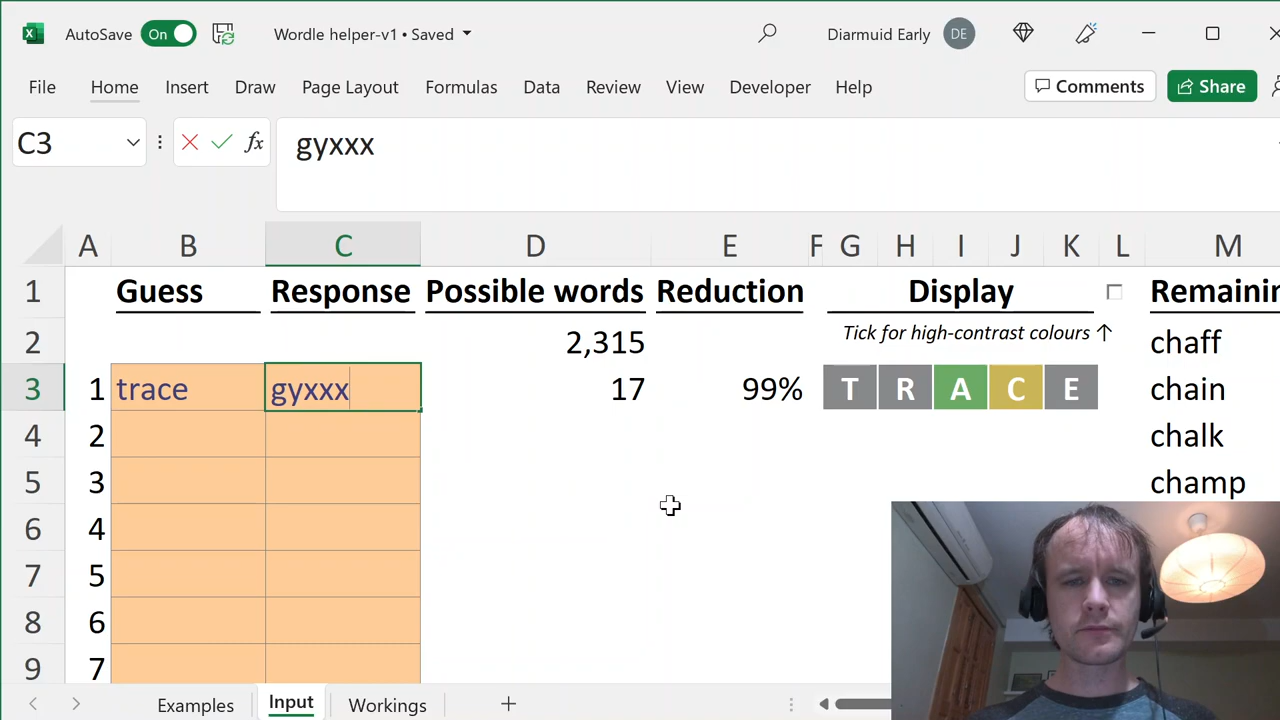 AutoSave On Wordle helper-v1 • Saved Diarmuid Early DE
File Home Insert Draw Page Layout Formulas Data Review View Developer Help Comments Share
C3 fx gyxxx
A B C D E F G H I J K L M
1 Guess Response Possible words Reduction Display Remainin
2 2,315 Tick for high-contrast colours ↑ chaff
3 1 trace gyxxx 17 99% T R A C E chain
4 2 chalk
5 3 champ
6 4
7 5
8 6
9 7
Examples Input Workings +